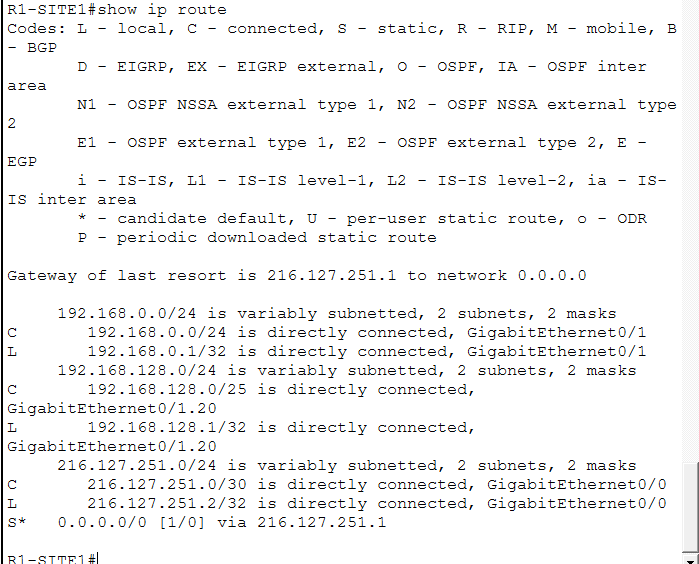 R1-SITE1#show ip route
Codes: L - local, C - connected, S - static, R - RIP, M - mobile, B
- BGP
D - EIGRP, EX - EIGRP external, O - OSPF, IA - OSPF inter
area
N1 - OSPF NSSA external type 1, N2 - OSPF NSSA external type
2
E1 - OSPF external type 1, E2 - OSPF external type 2, E -
EGP
i - IS-IS, L1 - IS-IS level-1, L2 - IS-IS level-2, ia - IS-
IS inter area
* - candidate default, U - per-user static route, o - ODR
P - periodic downloaded static route
Gateway of last resort is 216.127.251.1 to network 0.0.0.0
192.168.0.0/24 is variably subnetted, 2 subnets, 2 masks
C 192.168.0.0/24 is directly connected, GigabitEthernet0/1
L 192.168.0.1/32 is directly connected, GigabitEthernet0/1
192.168.128.0/24 is variably subnetted, 2 subnets, 2 masks
C 192.168.128.0/25 is directly connected,
GigabitEthernet0/1.20
L 192.168.128.1/32 is directly connected,
GigabitEthernet0/1.20
216.127.251.0/24 is variably subnetted, 2 subnets, 2 masks
C 216.127.251.0/30 is directly connected, GigabitEthernet0/0
L 216.127.251.2/32 is directly connected, GigabitEthernet0/0
S* 0.0.0.0/0 [1/0] via 216.127.251.1
R1-SITE1#